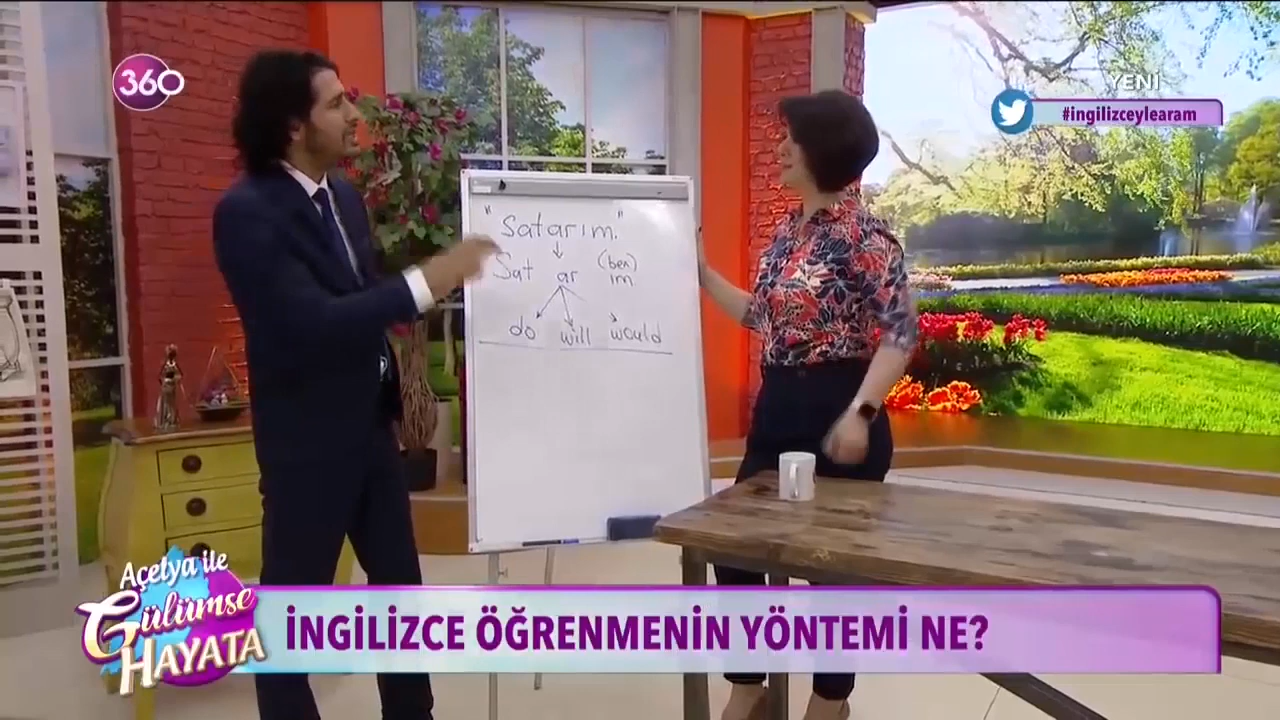 360
YENİ
#ingilizceylearam
" satarım. "
Sat ar (ben) ım
do will would
Açelya ile
Gülümse
HAYATA
İNGİLİZCE ÖĞRENMENİN YÖNTEMİ NE?